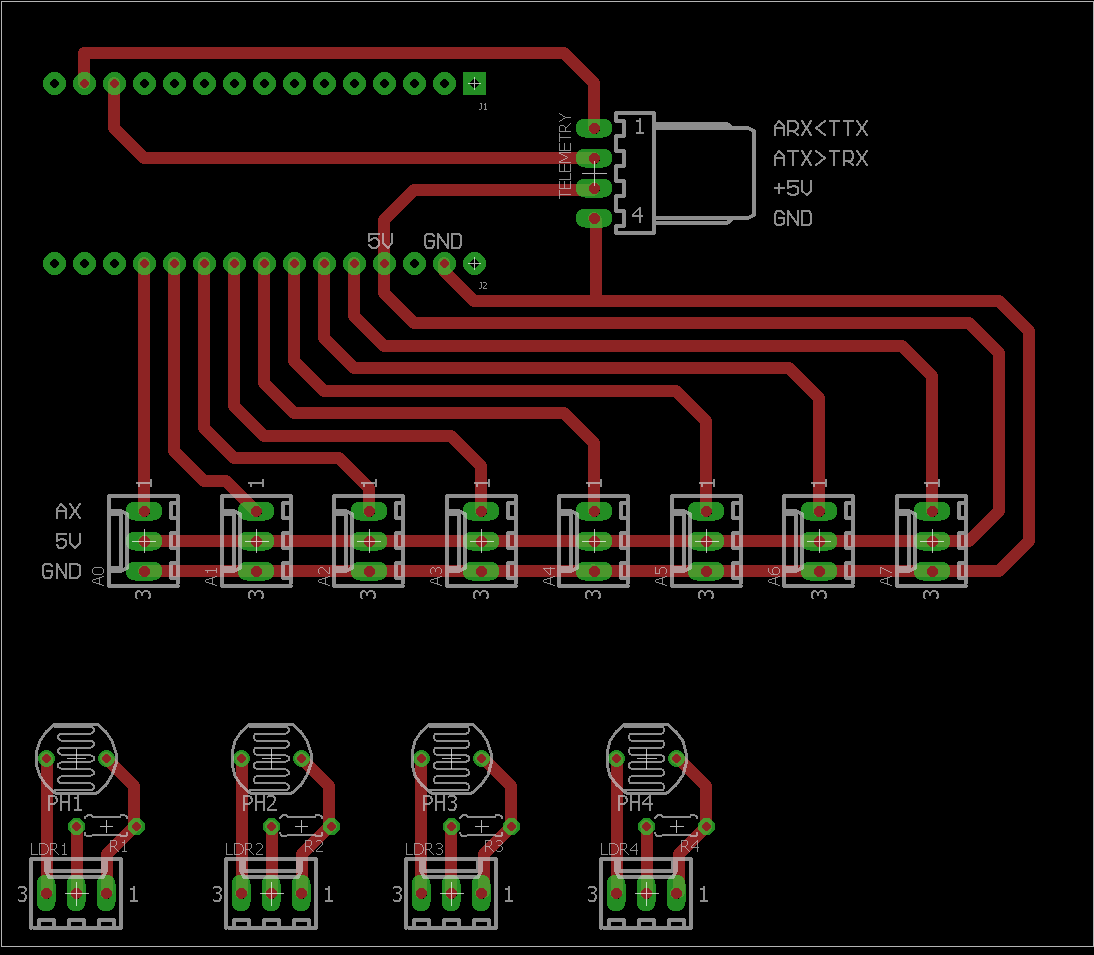 J1
TELEMETRY
1
4
ARX<TTX
ATX>TRX
+5V
GND
5V GND
J2
1 1 1 1 1 1 1 1
AX
5V
GND
A0 A1 A2 A3 A4 A5 A6 A7
3 3 3 3 3 3 3 3
PH1 PH2 PH3 PH4
R1 R2 R3 R4
LDR1 LDR2 LDR3 LDR4
3 1 3 1 3 1 3 1